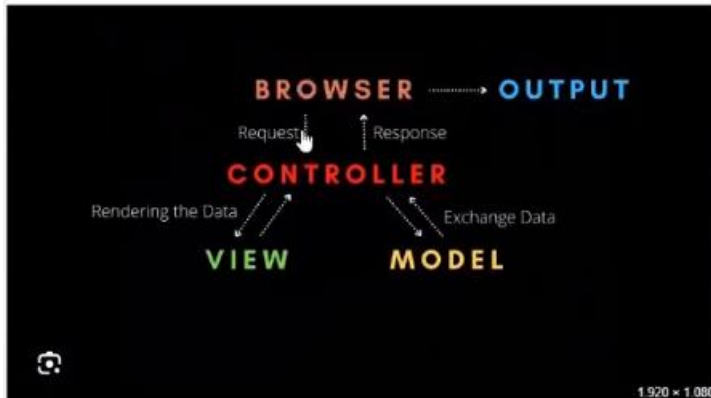 BROWSER OUTPUT
Request Response
CONTROLLER
Rendering the Data Exchange Data
VIEW MODEL
1.920 × 1.080